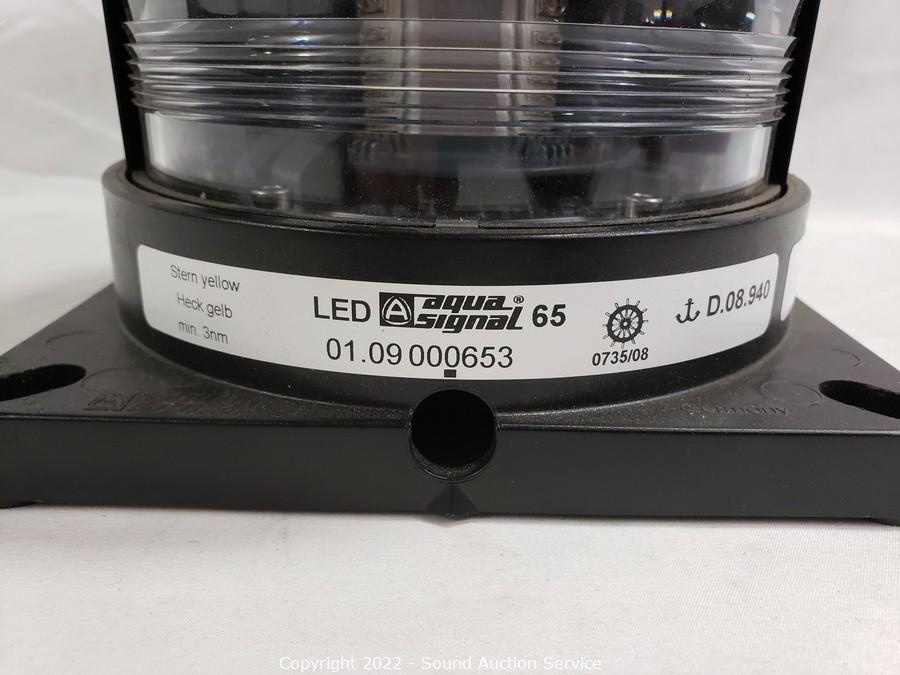 Stern yellow
Heck gelb
min. 3nm
LED aqua signal® 65
01.09 000653
0735/08
D.08.940
Germany
Copyright 2022 - Sound Auction Service